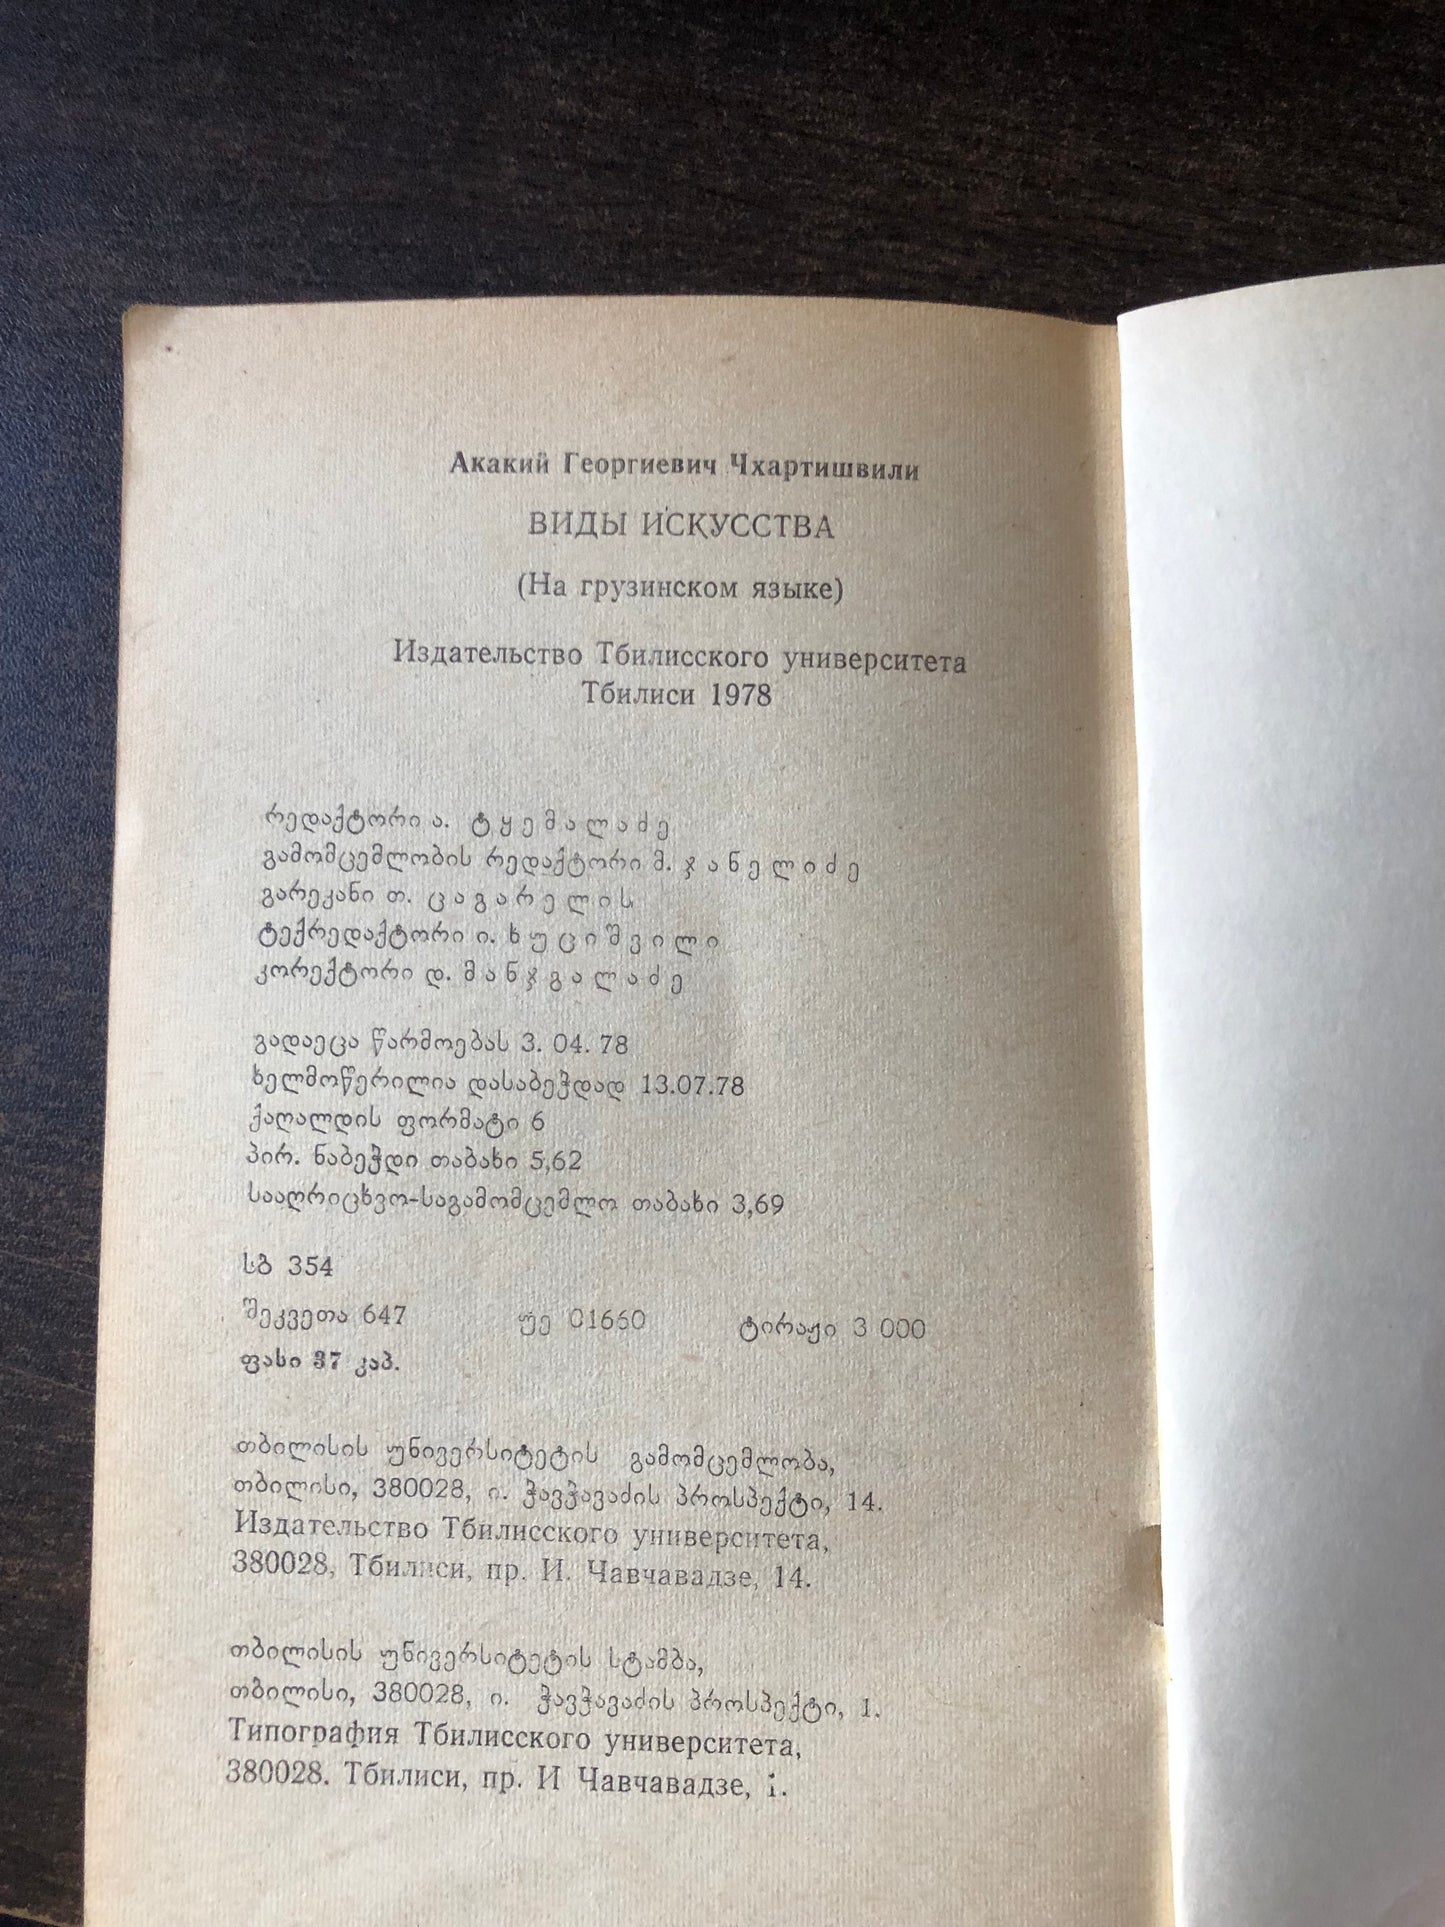 Акакий Георгиевич Чхартишвили
ВИДЫ ИСКУССТВА
(На грузинском языке)
Издательство Тбилисского университета
Тбилиси 1978
რედაქტორი ა. ტყემალაძე
გამომცემლობის რედაქტორი მ. ჯანელიძე
გარეკანი თ. ცაგარელის
ტექრედაქტორი ი. ხუციშვილი
კორექტორი დ. მანჯგალაძე
გადაეცა წარმოებას 3. 04. 78
ხელმოწერილია დასაბეჭდად 13.07.78
ქაღალდის ფორმატი 6
პირ. ნაბეჭდი თაბახი 5,62
სააღრიცხვო-საგამომცემლო თაბახი 3,69
სბ 354
შეკვეთა 647 უე 01660 ტირაჟი 3 000
ფასი 37 კაპ.
თბილისის უნივერსიტეტის გამომცემლობა,
თბილისი, 380028, ი. ჭავჭავაძის პროსპექტი, 14.
Издательство Тбилисского университета,
380028, Тбилиси, пр. И. Чавчавадзе, 14.
თბილისის უნივერსიტეტის სტამბა,
თბილისი, 380028, ი. ჭავჭავაძის პროსპექტი, 1.
Типография Тбилисского университета,
380028. Тбилиси, пр. И Чавчавадзе, 1.